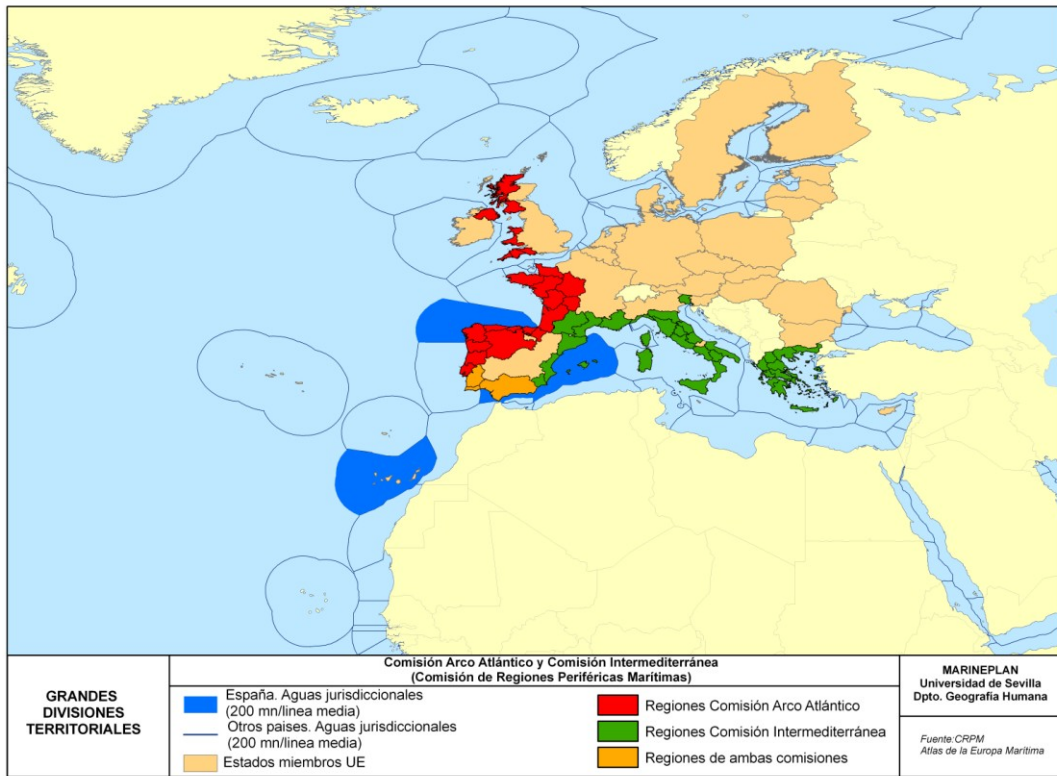 GRANDES
DIVISIONES
TERRITORIALES
Comisión Arco Atlántico y Comisión Intermediterránea
(Comisión de Regiones Periféricas Marítimas)
España. Aguas jurisdiccionales
(200 mn/linea media)
Otros paises. Aguas jurisdiccionales
(200 mn/linea media)
Estados miembros UE
Regiones Comisión Arco Atlántico
Regiones Comisión Intermediterránea
Regiones de ambas comisiones
MARINEPLAN
Universidad de Sevilla
Dpto. Geografia Humana
Fuente:CRPM
Atlas de la Europa Marítima